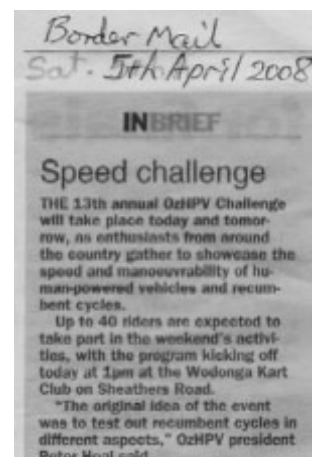 Border Mail
Sat. 5th April 2008
INBRIEF
Speed challenge
THE 13th annual OzHPV Challenge
will take place today and tomor-
row, as enthusiasts from around
the country gather to showcase the
speed and manoeuvrability of hu-
man-powered vehicles and recum-
bent cycles.
Up to 40 riders are expected to
take part in the weekend's activi-
ties, with the program kicking off
today at 1pm at the Wodonga Kart
Club on Sheathers Road.
"The original idea of the event
was to test out recumbent cycles in
different aspects," OzHPV president
Peter Heal said.